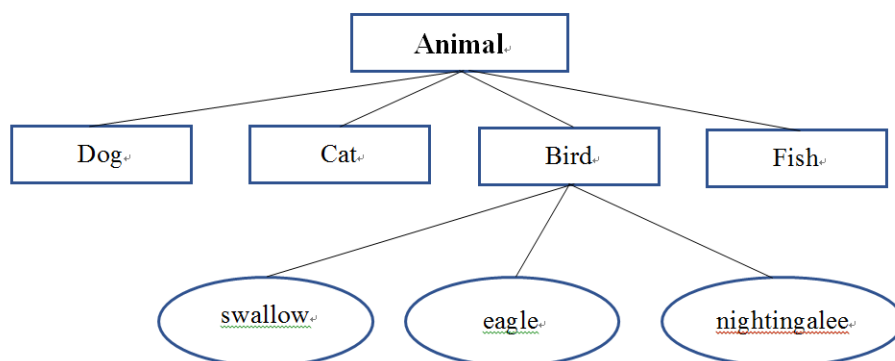 Animal
Dog
Cat
Bird
Fish
swallow
eagle
nightingalee